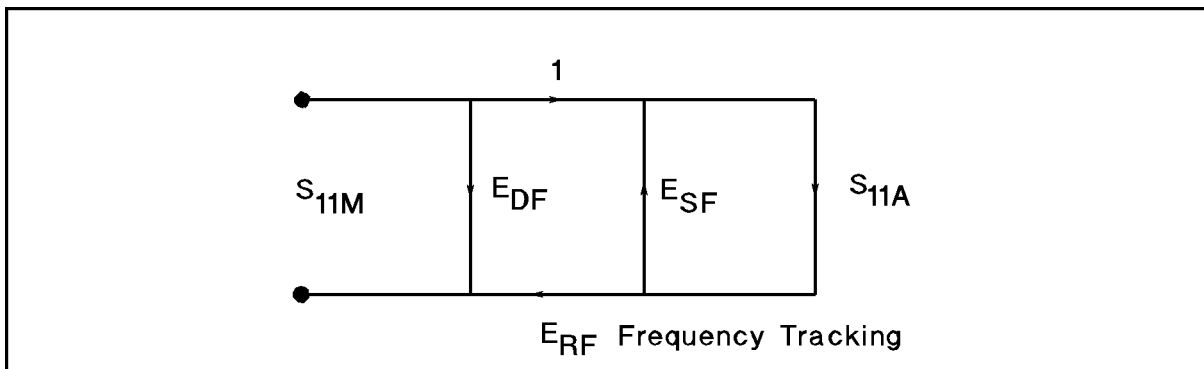 1
S11M
EDF
ESF
S11A
ERF Frequency Tracking